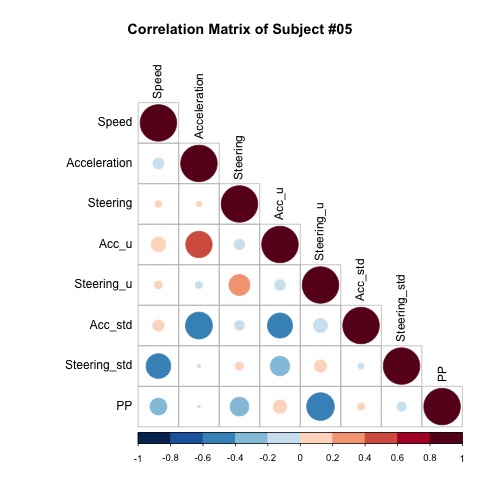 Correlation Matrix of Subject #05
Speed
Acceleration
Steering
Acc_u
Steering_u
Acc_std
Steering_std
PP
Speed
Acceleration
Steering
Acc_u
Steering_u
Acc_std
Steering_std
PP
-1 -0.8 -0.6 -0.4 -0.2 0 0.2 0.4 0.6 0.8 1